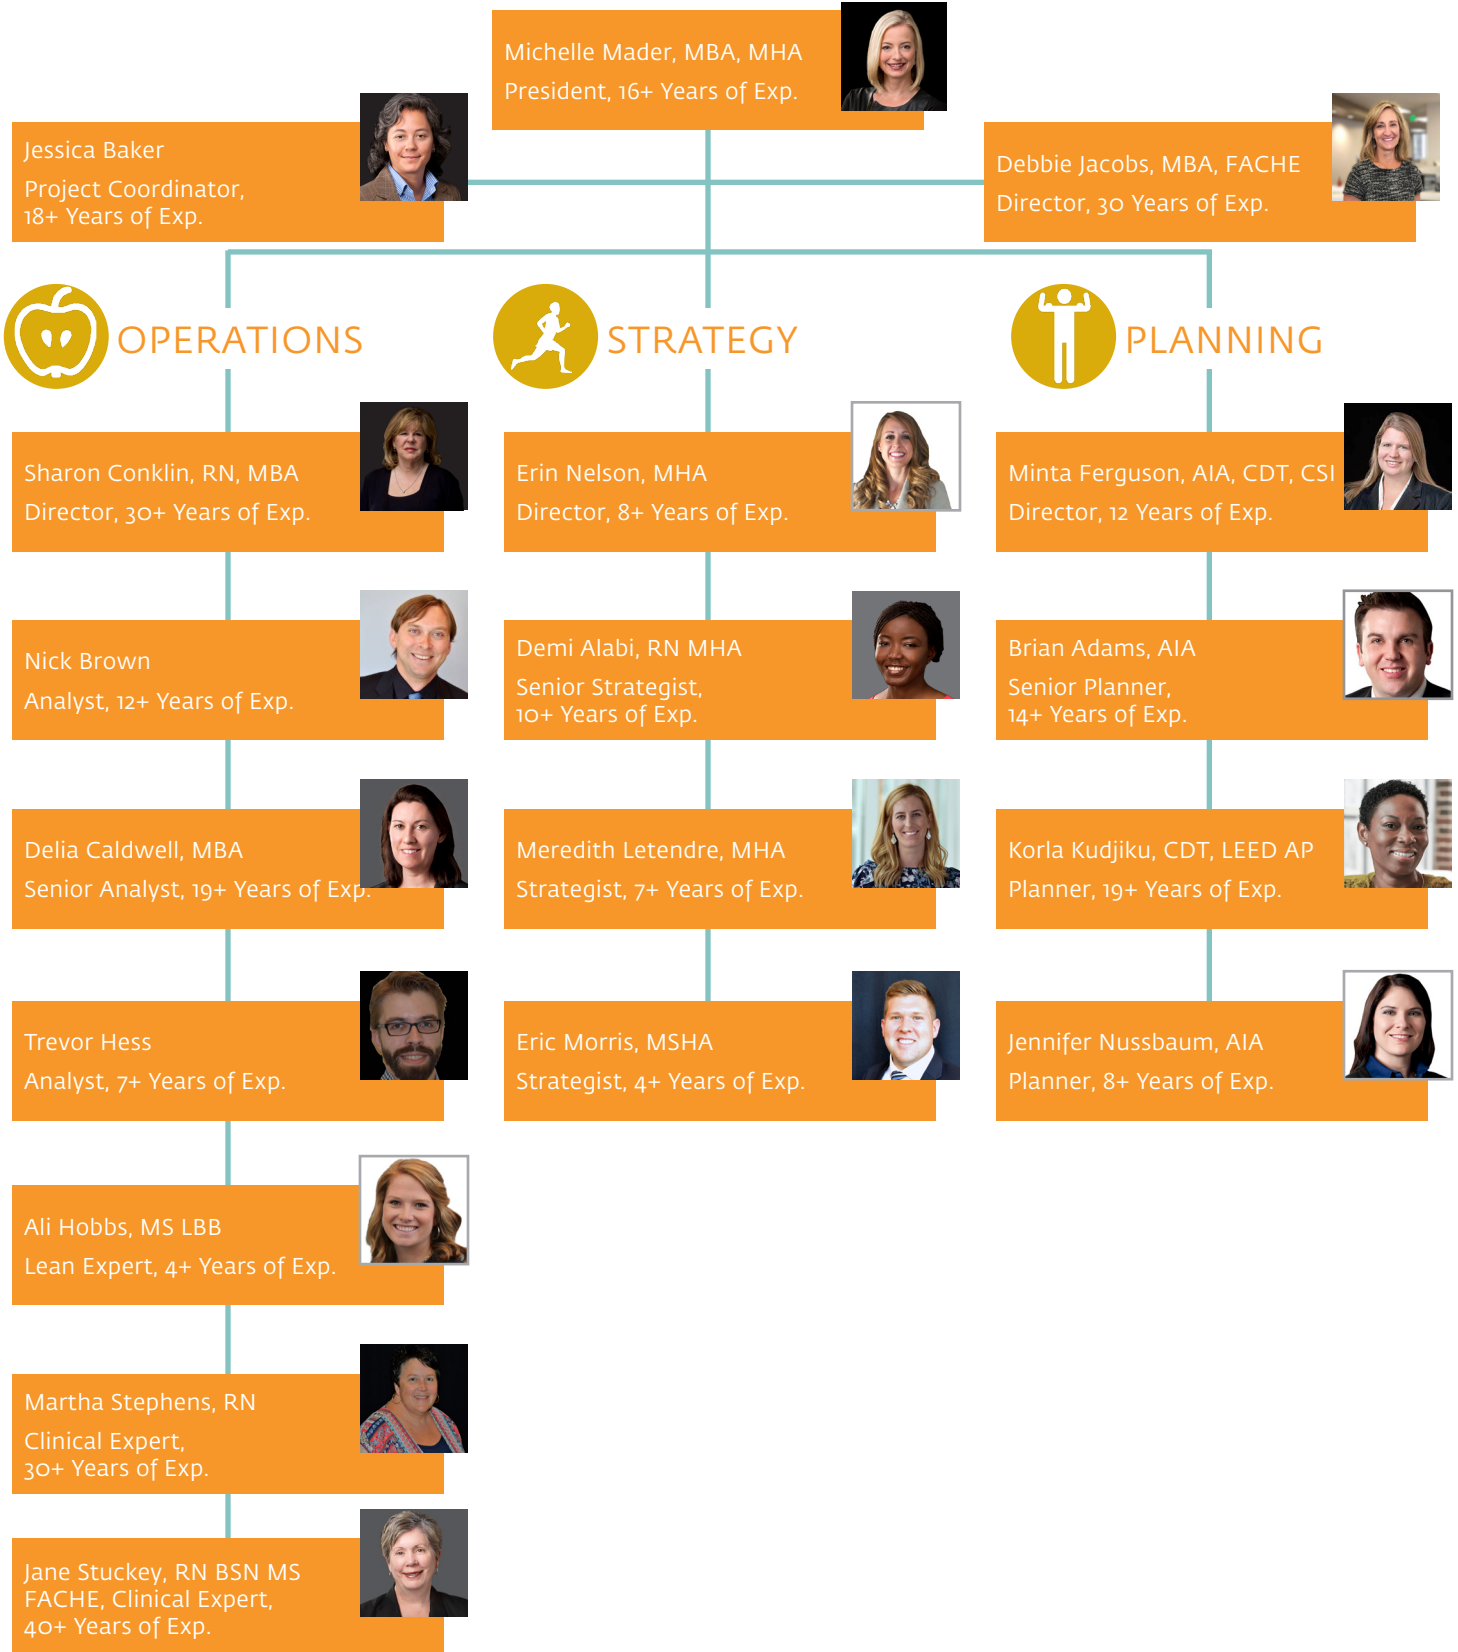 Michelle Mader, MBA, MHA
President, 16+ Years of Exp.
Jessica Baker
Project Coordinator,
18+ Years of Exp.
Debbie Jacobs, MBA, FACHE
Director, 30 Years of Exp.
OPERATIONS
Sharon Conklin, RN, MBA
Director, 30+ Years of Exp.
Nick Brown
Analyst, 12+ Years of Exp.
Delia Caldwell, MBA
Senior Analyst, 19+ Years of Exp.
Trevor Hess
Analyst, 7+ Years of Exp.
Ali Hobbs, MS LBB
Lean Expert, 4+ Years of Exp.
Martha Stephens, RN
Clinical Expert,
30+ Years of Exp.
Jane Stuckey, RN BSN MS
FACHE, Clinical Expert,
40+ Years of Exp.
STRATEGY
Erin Nelson, MHA
Director, 8+ Years of Exp.
Demi Alabi, RN MHA
Senior Strategist,
10+ Years of Exp.
Meredith Letendre, MHA
Strategist, 7+ Years of Exp.
Eric Morris, MSHA
Strategist, 4+ Years of Exp.
PLANNING
Minta Ferguson, AIA, CDT, CSI
Director, 12 Years of Exp.
Brian Adams, AIA
Senior Planner,
14+ Years of Exp.
Korla Kudjiku, CDT, LEED AP
Planner, 19+ Years of Exp.
Jennifer Nussbaum, AIA
Planner, 8+ Years of Exp.